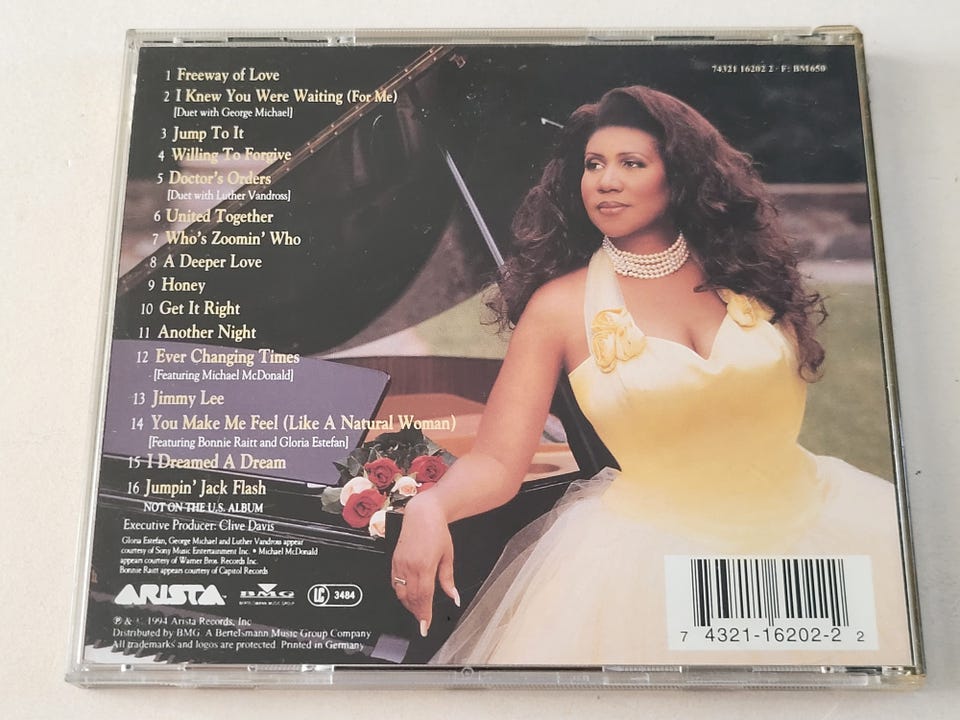 74321 16202 2 · F: BM650
1 Freeway of Love
2 I Knew You Were Waiting (For Me)
[Duet with George Michael]
3 Jump To It
4 Willing To Forgive
5 Doctor's Orders
[Duet with Luther Vandross]
6 United Together
7 Who's Zoomin' Who
8 A Deeper Love
9 Honey
10 Get It Right
11 Another Night
12 Ever Changing Times
[Featuring Michael McDonald]
13 Jimmy Lee
14 You Make Me Feel (Like A Natural Woman)
[Featuring Bonnie Raitt and Gloria Estefan]
15 I Dreamed A Dream
16 Jumpin' Jack Flash
NOT ON THE U.S. ALBUM
Executive Producer: Clive Davis
Gloria Estefan, George Michael and Luther Vandross appear
courtesy of Sony Music Entertainment Inc. • Michael McDonald
appears courtesy of Warner Bros. Records Inc.
Bonnie Raitt appears courtesy of Capitol Records
ARISTA™ BMG LC 3484
BERTELSMANN MUSIC GROUP
℗ & © 1994 Arista Records, Inc
Distributed by BMG. A Bertelsmann Music Group Company
All trademarks and logos are protected. Printed in Germany
7 4321-16202-2 2